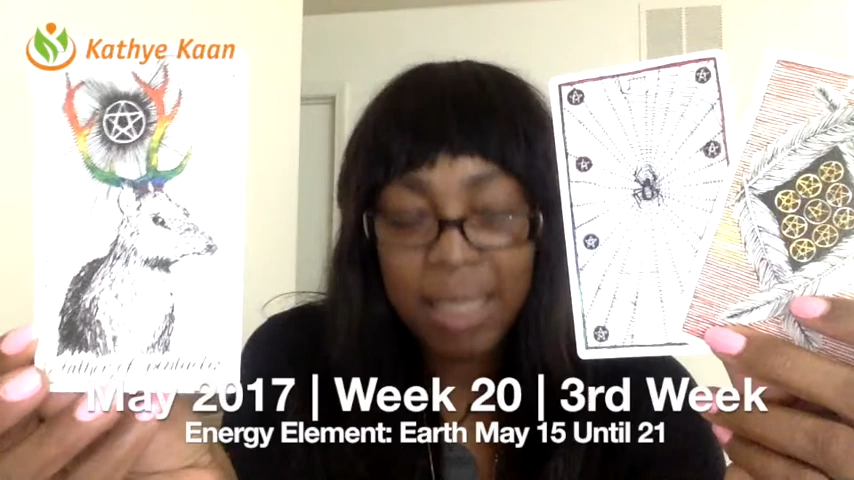 Kathye Kaan
May 2017 | Week 20 | 3rd Week
Energy Element: Earth May 15 Until 21